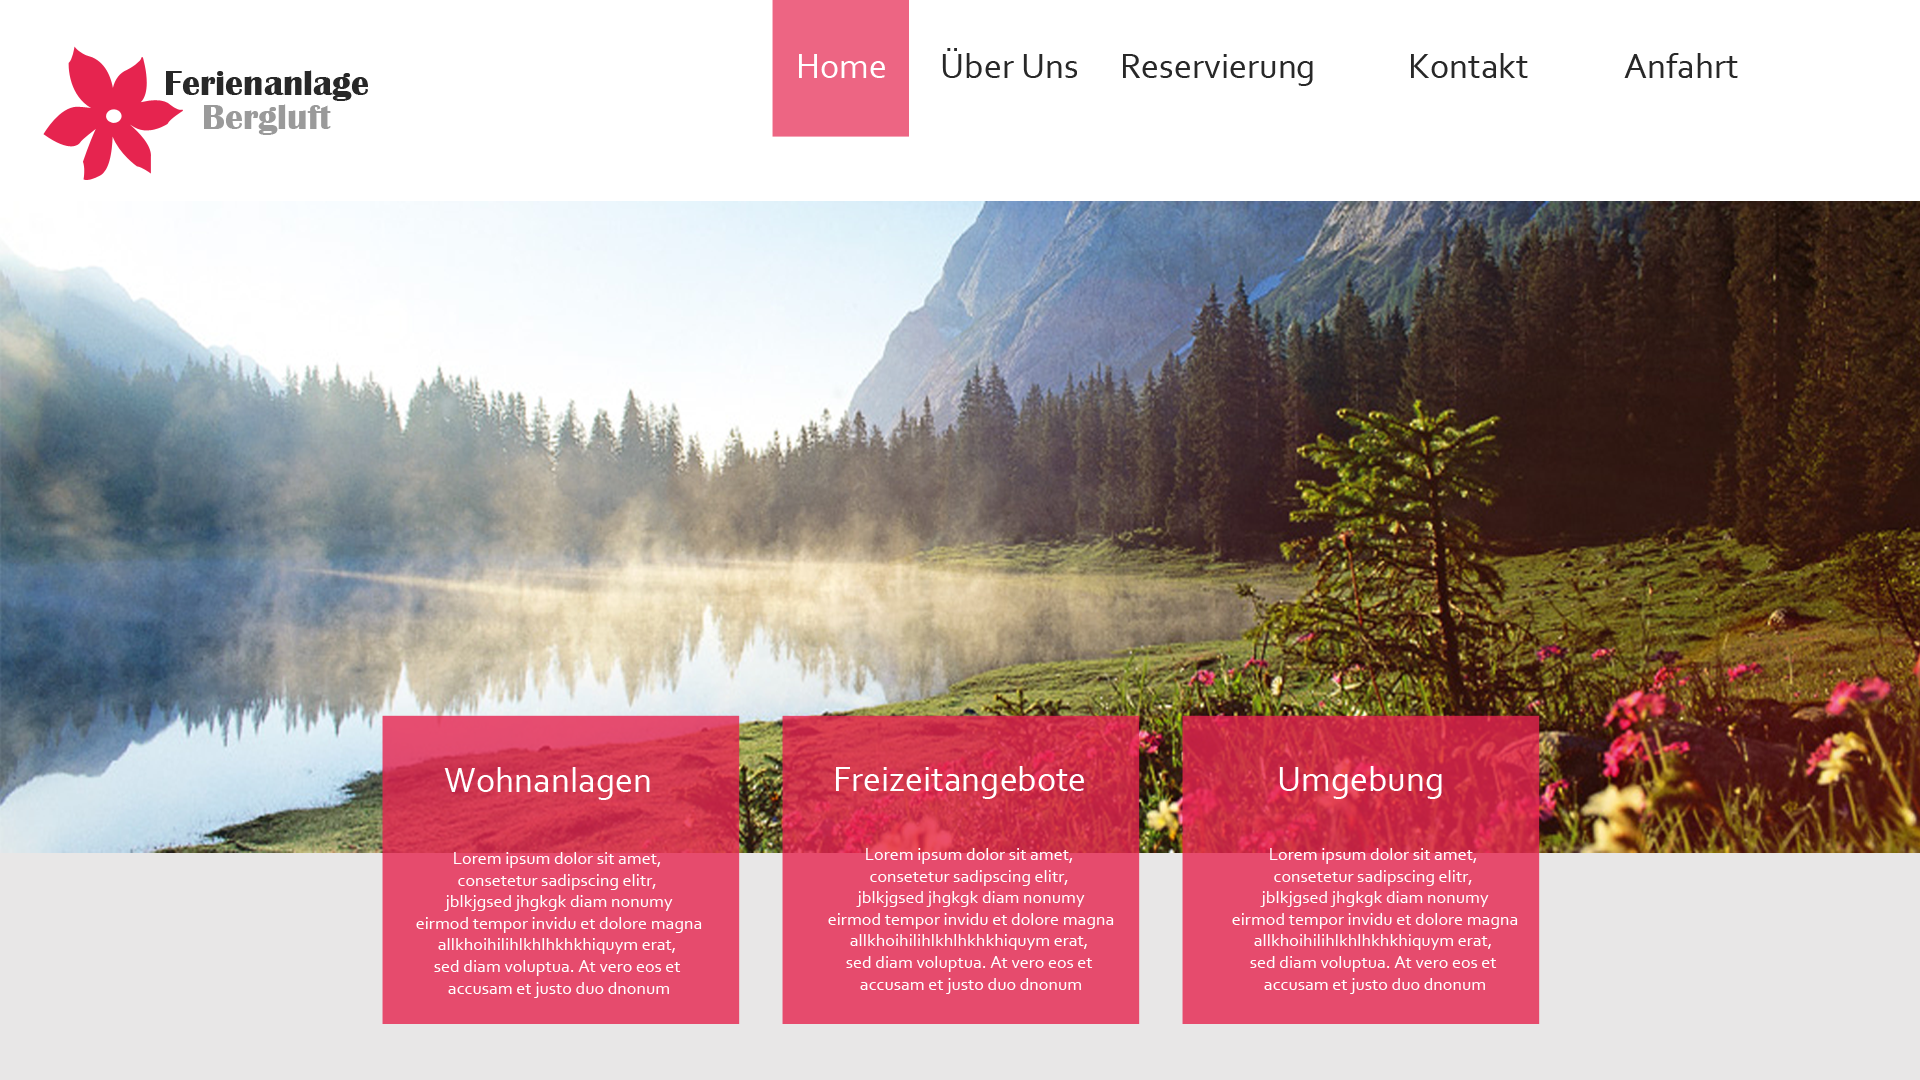 Ferienanlage
Bergluft
Home
Über Uns
Reservierung
Kontakt
Anfahrt
Wohnanlagen
Lorem ipsum dolor sit amet,
consetetur sadipscing elitr,
jblkjgsed jhgkgk diam nonumy
eirmod tempor invidu et dolore magna
allkhoihilihlkhlhkhkhiquym erat,
sed diam voluptua. At vero eos et
accusam et justo duo dnonum
Freizeitangebote
Lorem ipsum dolor sit amet,
consetetur sadipscing elitr,
jblkjgsed jhgkgk diam nonumy
eirmod tempor invidu et dolore magna
allkhoihilihlkhlhkhkhiquym erat,
sed diam voluptua. At vero eos et
accusam et justo duo dnonum
Umgebung
Lorem ipsum dolor sit amet,
consetetur sadipscing elitr,
jblkjgsed jhgkgk diam nonumy
eirmod tempor invidu et dolore magna
allkhoihilihlkhlhkhkhiquym erat,
sed diam voluptua. At vero eos et
accusam et justo duo dnonum